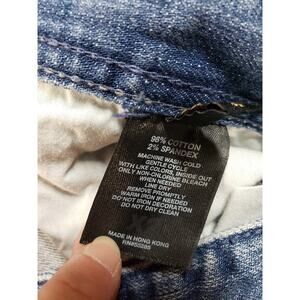 98% COTTON
2% SPANDEX
MACHINE WASH COLD
GENTLE CYCLE
WITH LIKE COLORS, INSIDE OUT
ONLY NON-CHLORINE BLEACH
WHEN NEEDED
LINE DRY
REMOVE PROMPTLY
WARM IRON IF NEEDED
DO NOT IRON DECORATION
DO NOT DRY CLEAN
MADE IN HONG KONG